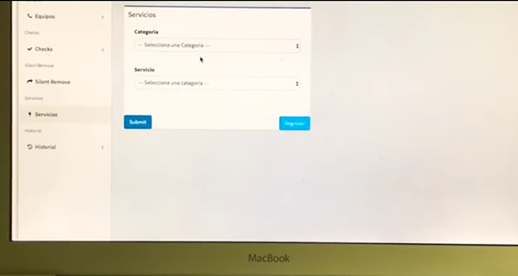 Equipos
Checks
Checks
Silent Remove
Silent Remove
Servicios
Servicios
Historial
Historial
Servicios
Categoria
-- Selecciona una Categoria --
Servicio
-- Selecciona una categoria --
Submit
Regresar
MacBook